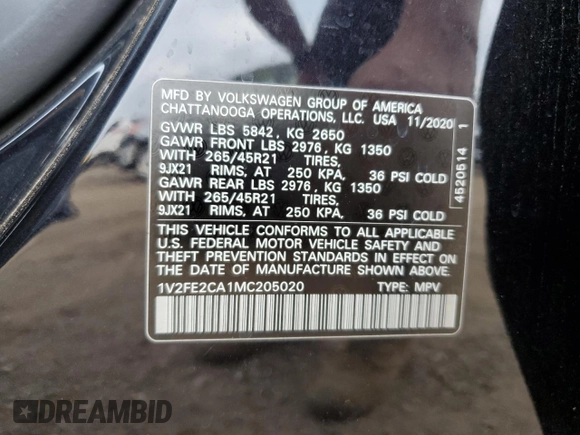 MFD BY VOLKSWAGEN GROUP OF AMERICA
CHATTANOOGA OPERATIONS, LLC. USA 11/2020
GVWR LBS 5842, KG 2650
GAWR FRONT LBS 2976, KG 1350
WITH 265/45R21 TIRES,
9JX21 RIMS, AT 250 KPA, 36 PSI COLD
GAWR REAR LBS 2976, KG 1350
WITH 265/45R21 TIRES,
9JX21 RIMS, AT 250 KPA, 36 PSI COLD
THIS VEHICLE CONFORMS TO ALL APPLICABLE
U.S. FEDERAL MOTOR VEHICLE SAFETY AND
THEFT PREVENTION STANDARDS IN EFFECT ON
THE DATE OF MANUFACTURE SHOWN ABOVE.
1V2FE2CA1MC205020 TYPE: MPV
4520514 1
DREAMBID